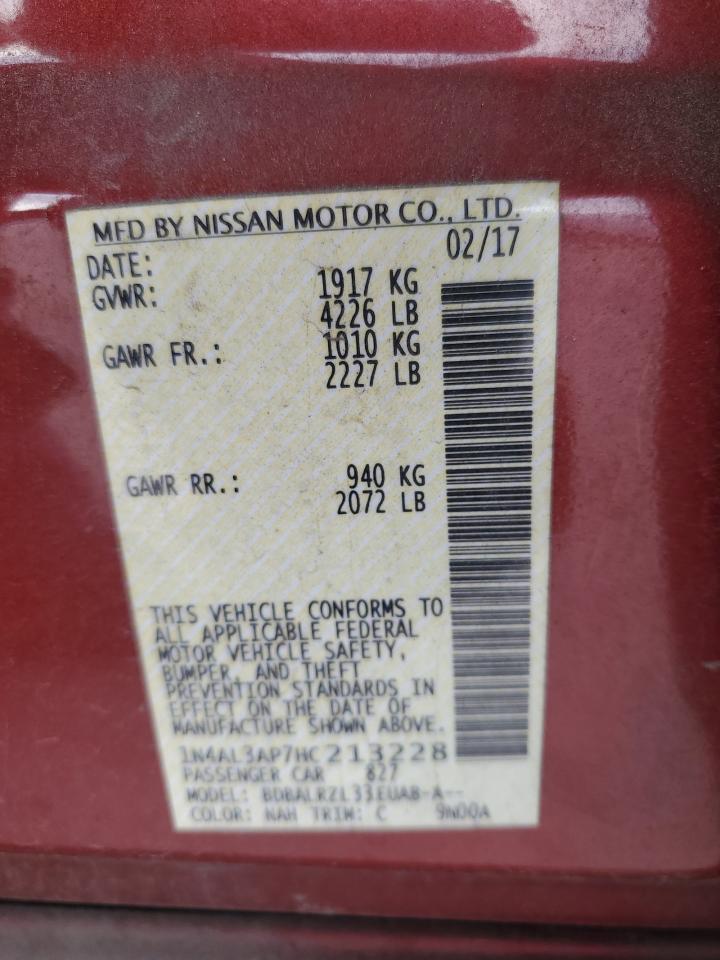 MFD BY NISSAN MOTOR CO., LTD.
DATE: 02/17
GVWR: 1917 KG
4226 LB
GAWR FR.: 1010 KG
2227 LB
GAWR RR.: 940 KG
2072 LB
THIS VEHICLE CONFORMS TO
ALL APPLICABLE FEDERAL
MOTOR VEHICLE SAFETY,
BUMPER, AND THEFT
PREVENTION STANDARDS IN
EFFECT ON THE DATE OF
MANUFACTURE SHOWN ABOVE.
1N4AL3AP7HC213228
PASSENGER CAR 827
MODEL: BDBALRZL33EUAB-A--
COLOR: NAH TRIM: C 9N00A